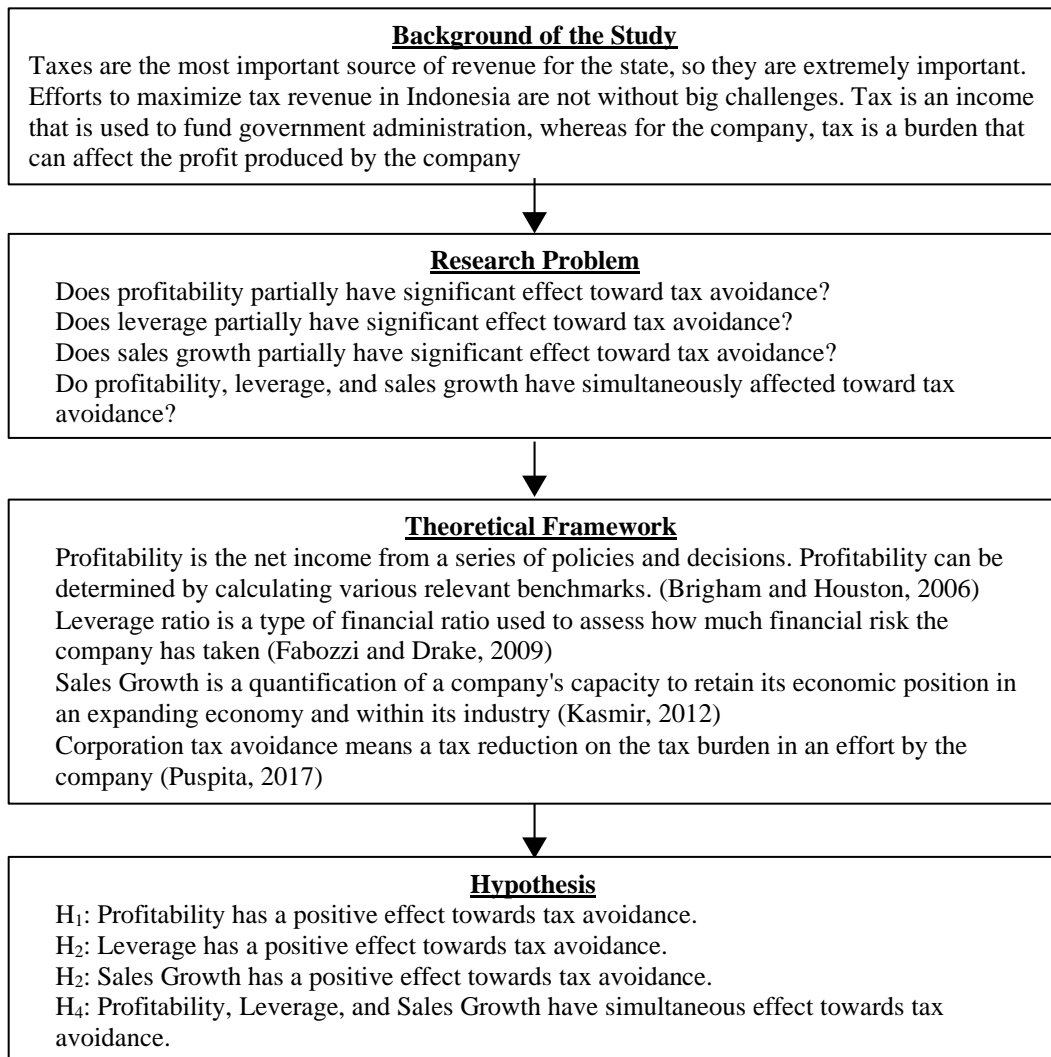 Background of the Study
Taxes are the most important source of revenue for the state, so they are extremely important.
Efforts to maximize tax revenue in Indonesia are not without big challenges. Tax is an income
that is used to fund government administration, whereas for the company, tax is a burden that
can affect the profit produced by the company
Research Problem
Does profitability partially have significant effect toward tax avoidance?
Does leverage partially have significant effect toward tax avoidance?
Does sales growth partially have significant effect toward tax avoidance?
Do profitability, leverage, and sales growth have simultaneously affected toward tax
avoidance?
Theoretical Framework
Profitability is the net income from a series of policies and decisions. Profitability can be
determined by calculating various relevant benchmarks. (Brigham and Houston, 2006)
Leverage ratio is a type of financial ratio used to assess how much financial risk the
company has taken (Fabozzi and Drake, 2009)
Sales Growth is a quantification of a company's capacity to retain its economic position in
an expanding economy and within its industry (Kasmir, 2012)
Corporation tax avoidance means a tax reduction on the tax burden in an effort by the
company (Puspita, 2017)
Hypothesis
H₁: Profitability has a positive effect towards tax avoidance.
H₂: Leverage has a positive effect towards tax avoidance.
H₂: Sales Growth has a positive effect towards tax avoidance.
H₄: Profitability, Leverage, and Sales Growth have simultaneous effect towards tax
avoidance.